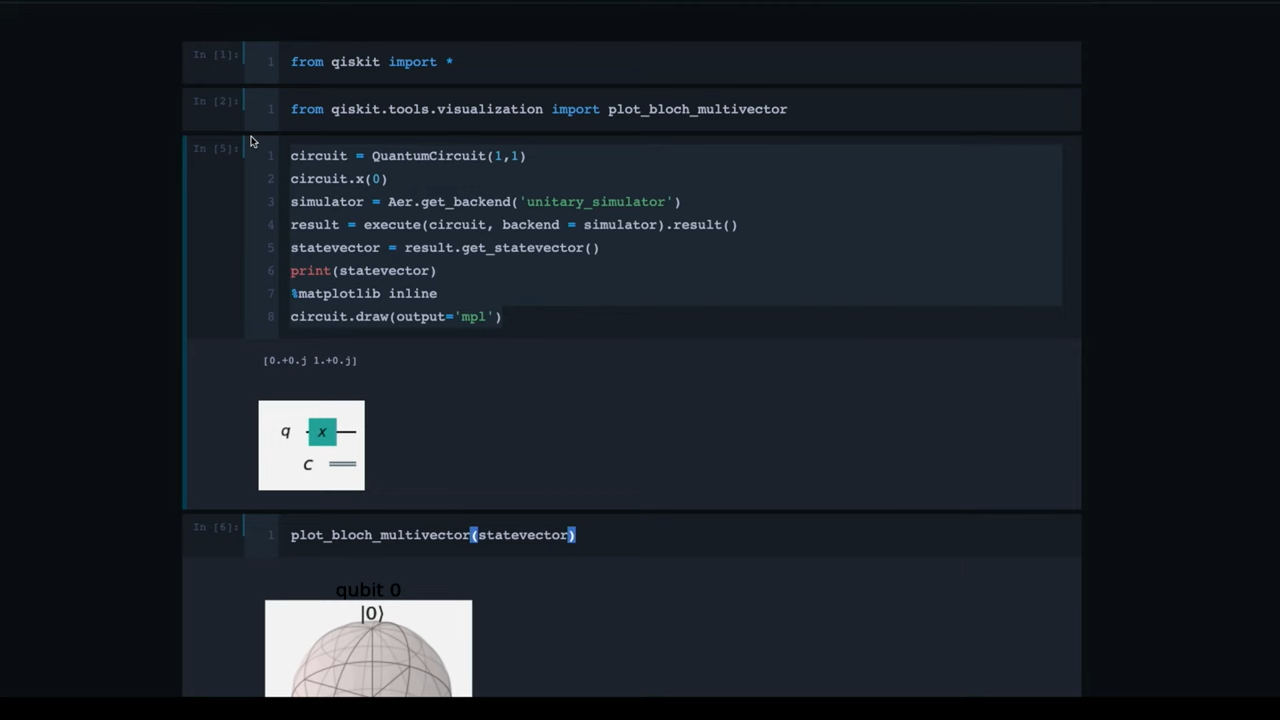 In [1]:
1 from qiskit import *
In [2]:
1 from qiskit.tools.visualization import plot_bloch_multivector
In [5]:
1 circuit = QuantumCircuit(1,1)
2 circuit.x(0)
3 simulator = Aer.get_backend('unitary_simulator')
4 result = execute(circuit, backend = simulator).result()
5 statevector = result.get_statevector()
6 print(statevector)
7 %matplotlib inline
8 circuit.draw(output='mpl')
[0.+0.j 1.+0.j]
q x
c
In [6]:
1 plot_bloch_multivector(statevector)
qubit 0
|0⟩